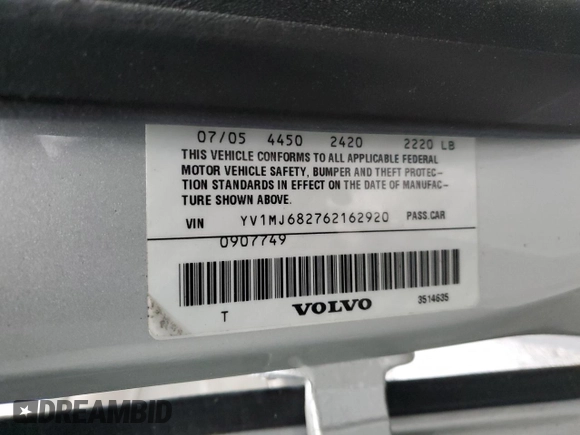 07/05 4450 2420 2220 LB
THIS VEHICLE CONFORMS TO ALL APPLICABLE FEDERAL
MOTOR VEHICLE SAFETY, BUMPER AND THEFT PROTEC-
TION STANDARDS IN EFFECT ON THE DATE OF MANUFAC-
TURE SHOWN ABOVE.
VIN YV1MJ682762162920 PASS.CAR
0907749
T VOLVO 3514635
DREAMBID